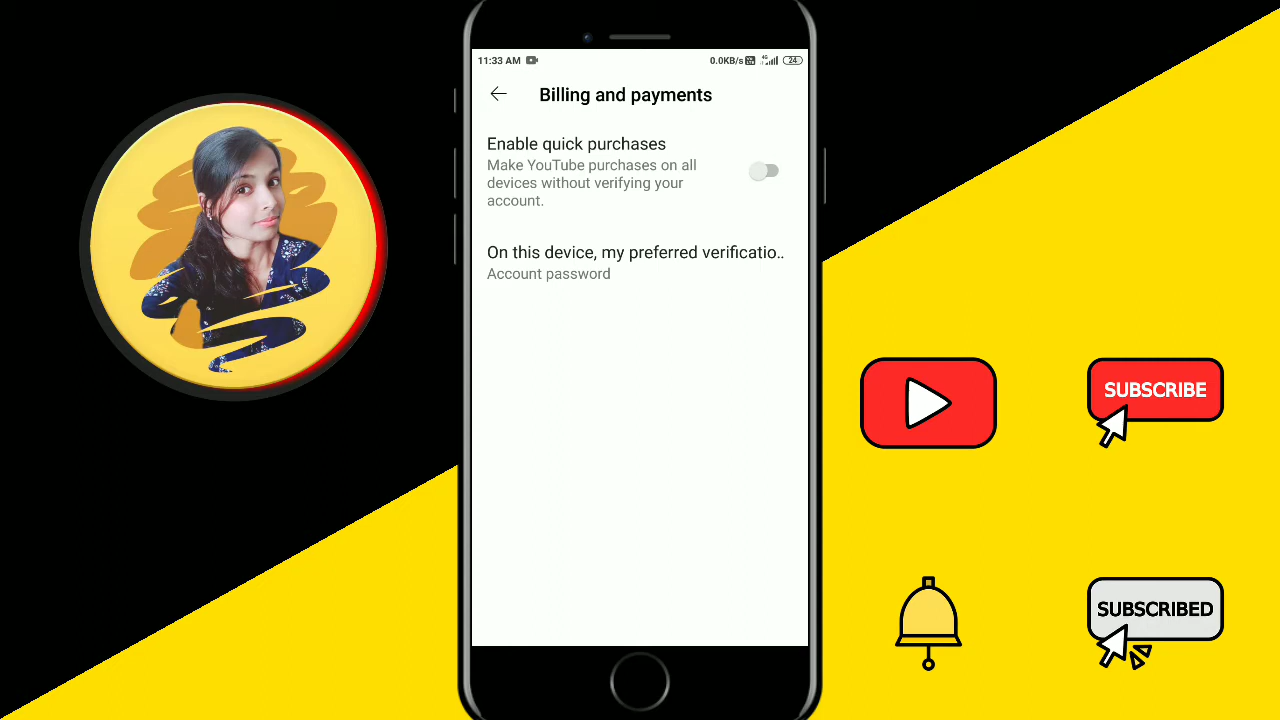 11:33 AM
0.0KB/s
4G
24
Billing and payments
Enable quick purchases
Make YouTube purchases on all
devices without verifying your
account.
On this device, my preferred verificatio..
Account password
SUBSCRIBE
SUBSCRIBED